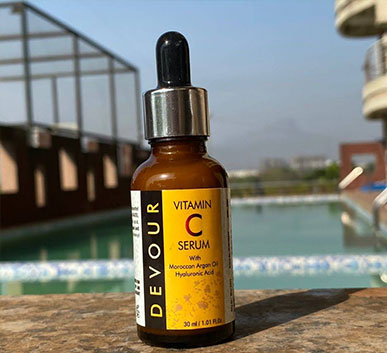 DEVOUR
VITAMIN
C
SERUM
With
Moroccan Argan Oil
Hyaluronic Acid
30 ml / 1.01 Fl.Oz